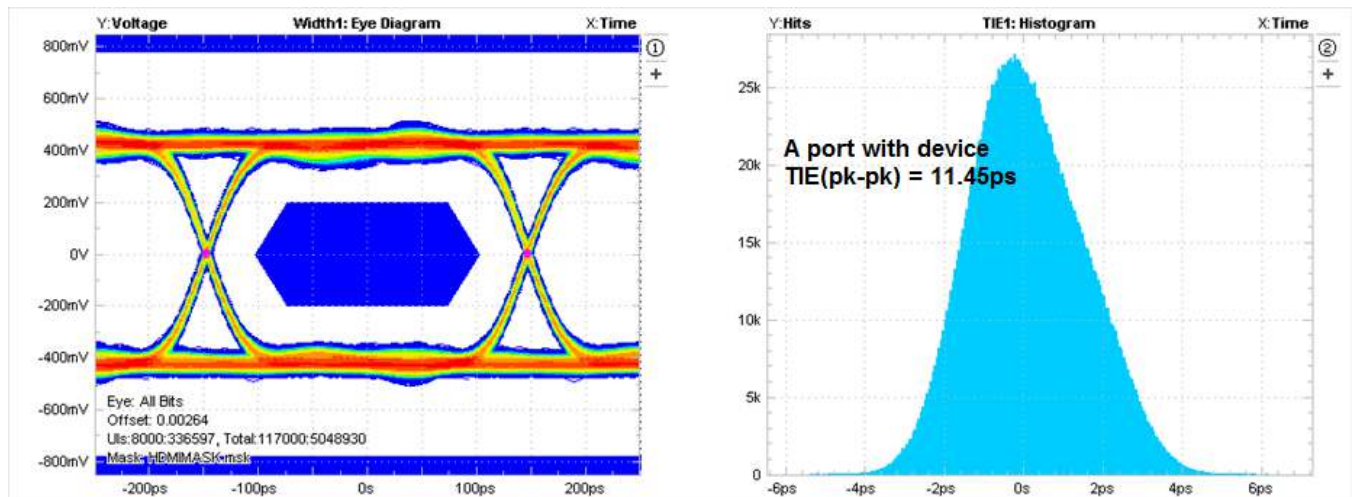 Y:Voltage Width1: Eye Diagram X:Time
800mV
600mV
400mV
200mV
0V
-200mV
-400mV
-600mV
-800mV
Eye: All Bits
Offset: 0.00264
UIs:8000:336597, Total:117000:5048930
Mask: HDMIMASK.msk
-200ps -100ps 0s 100ps 200ps
1
+
Y:Hits TIE1: Histogram X:Time
25k
20k
15k
10k
5k
0
A port with device
TIE(pk-pk) = 11.45ps
-6ps -4ps -2ps 0s 2ps 4ps 6ps
2
+